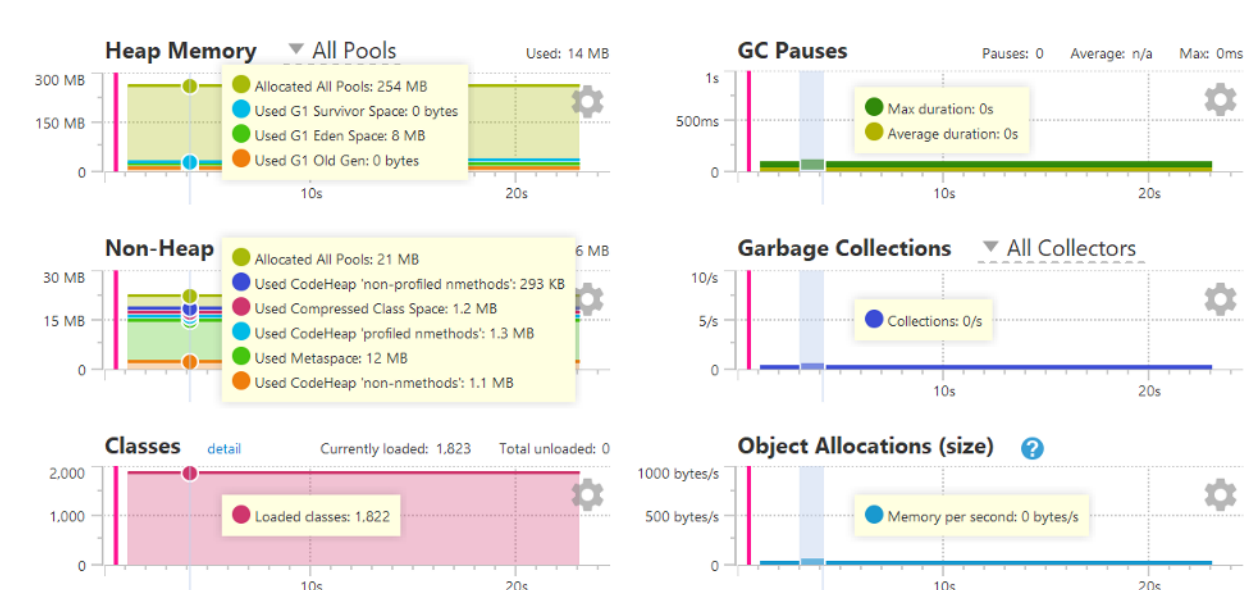 Heap Memory All Pools Used: 14 MB
300 MB
150 MB
0
Allocated All Pools: 254 MB
Used G1 Survivor Space: 0 bytes
Used G1 Eden Space: 8 MB
Used G1 Old Gen: 0 bytes
10s 20s
GC Pauses Pauses: 0 Average: n/a Max: 0ms
1s
500ms
0
Max duration: 0s
Average duration: 0s
10s 20s
Non-Heap 6 MB
30 MB
15 MB
0
Allocated All Pools: 21 MB
Used CodeHeap 'non-profiled nmethods': 293 KB
Used Compressed Class Space: 1.2 MB
Used CodeHeap 'profiled nmethods': 1.3 MB
Used Metaspace: 12 MB
Used CodeHeap 'non-nmethods': 1.1 MB
Garbage Collections All Collectors
10/s
5/s
0
Collections: 0/s
10s 20s
Classes detail Currently loaded: 1,823 Total unloaded: 0
2,000
1,000
0
Loaded classes: 1,822
10s 20s
Object Allocations (size) ?
1000 bytes/s
500 bytes/s
0
Memory per second: 0 bytes/s
10s 20s